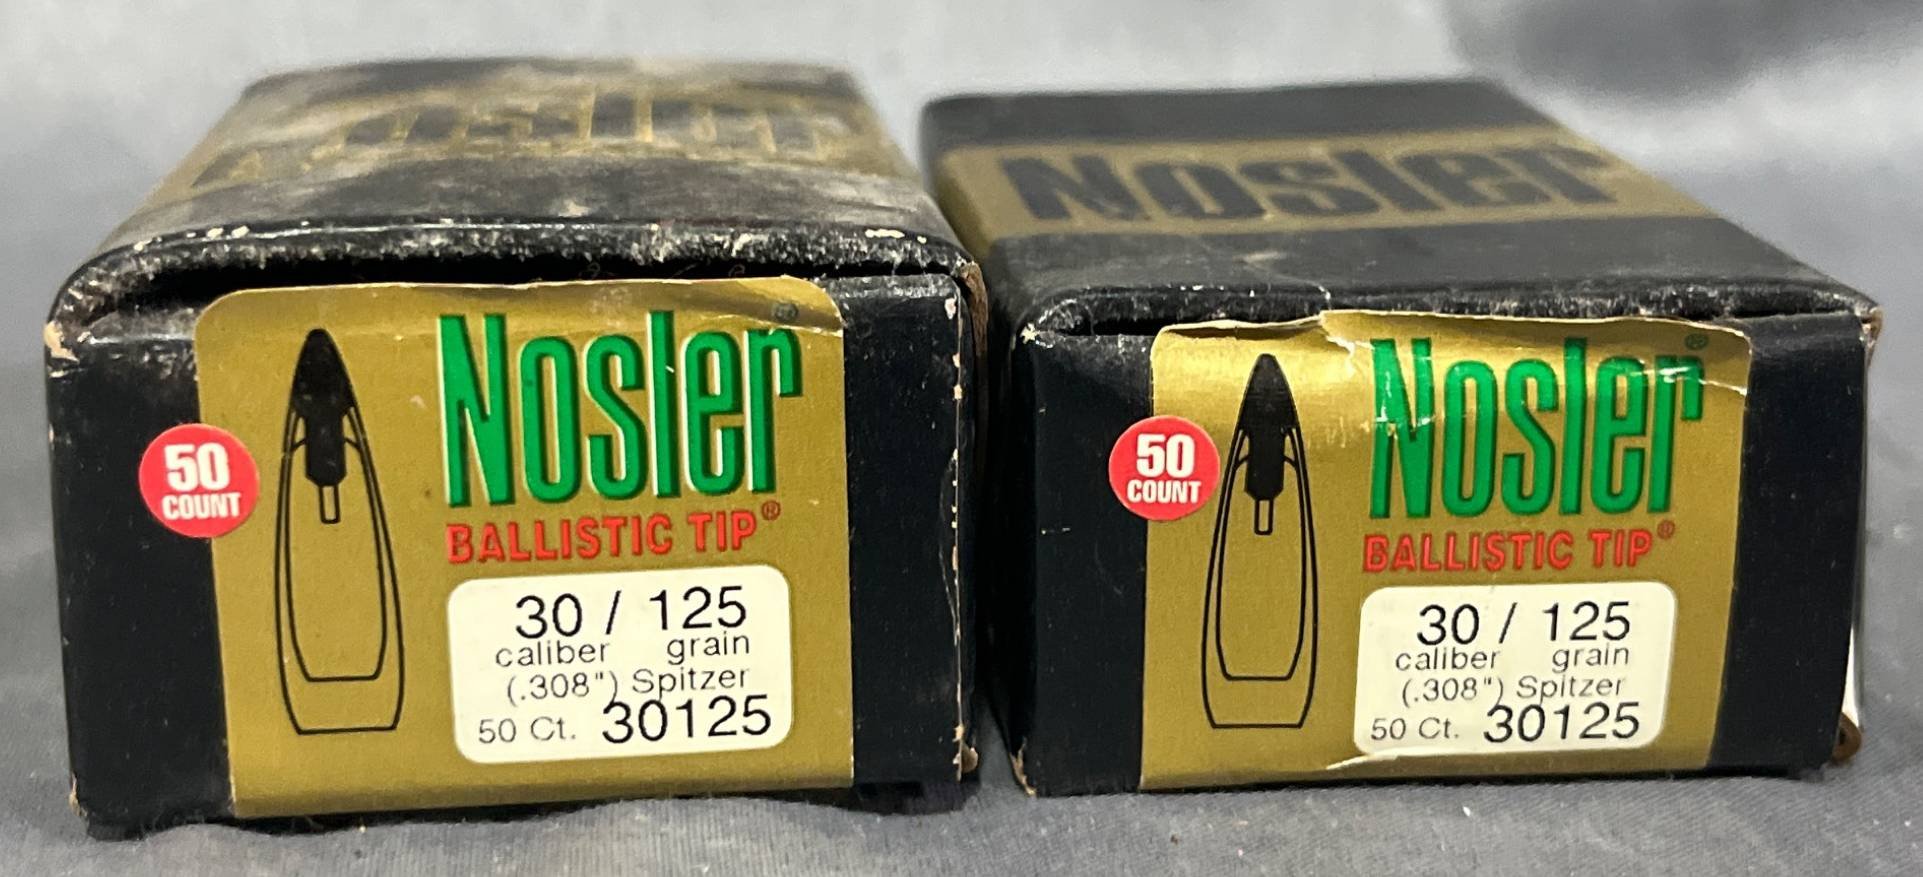 Nosler
Nosler®
BALLISTIC TIP®
50
COUNT
30 / 125
caliber grain
(.308") Spitzer
50 Ct. 30125
Nosler
Nosler®
BALLISTIC TIP®
50
COUNT
30 / 125
caliber grain
(.308") Spitzer
50 Ct. 30125